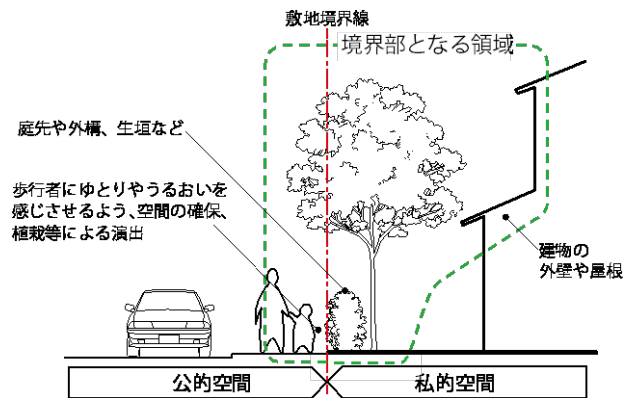 敷地境界線
境界部となる領域
庭先や外構、生垣など
歩行者にゆとりやうるおいを
感じさせるよう、空間の確保、
植栽等による演出
建物の
外壁や屋根
公的空間
私的空間